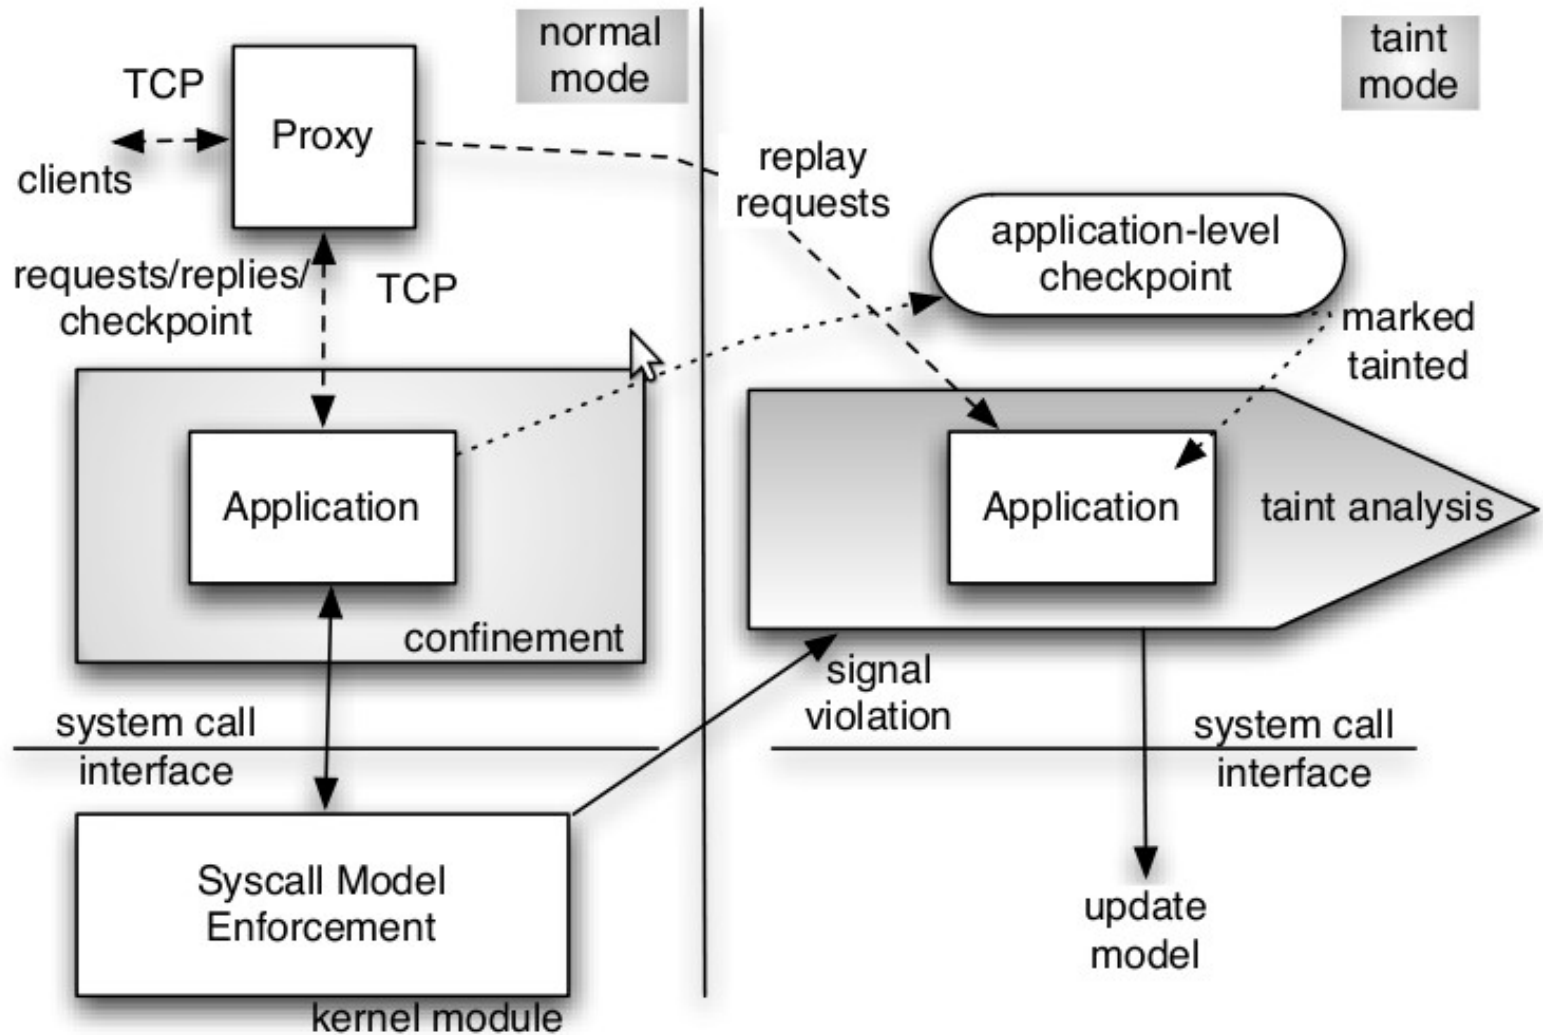 normal
mode
taint
mode
TCP
Proxy
clients
replay
requests
application-level
checkpoint
requests/replies/
checkpoint
TCP
marked
tainted
Application
confinement
Application
taint analysis
signal
violation
system call
interface
system call
interface
Syscall Model
Enforcement
kernel module
update
model